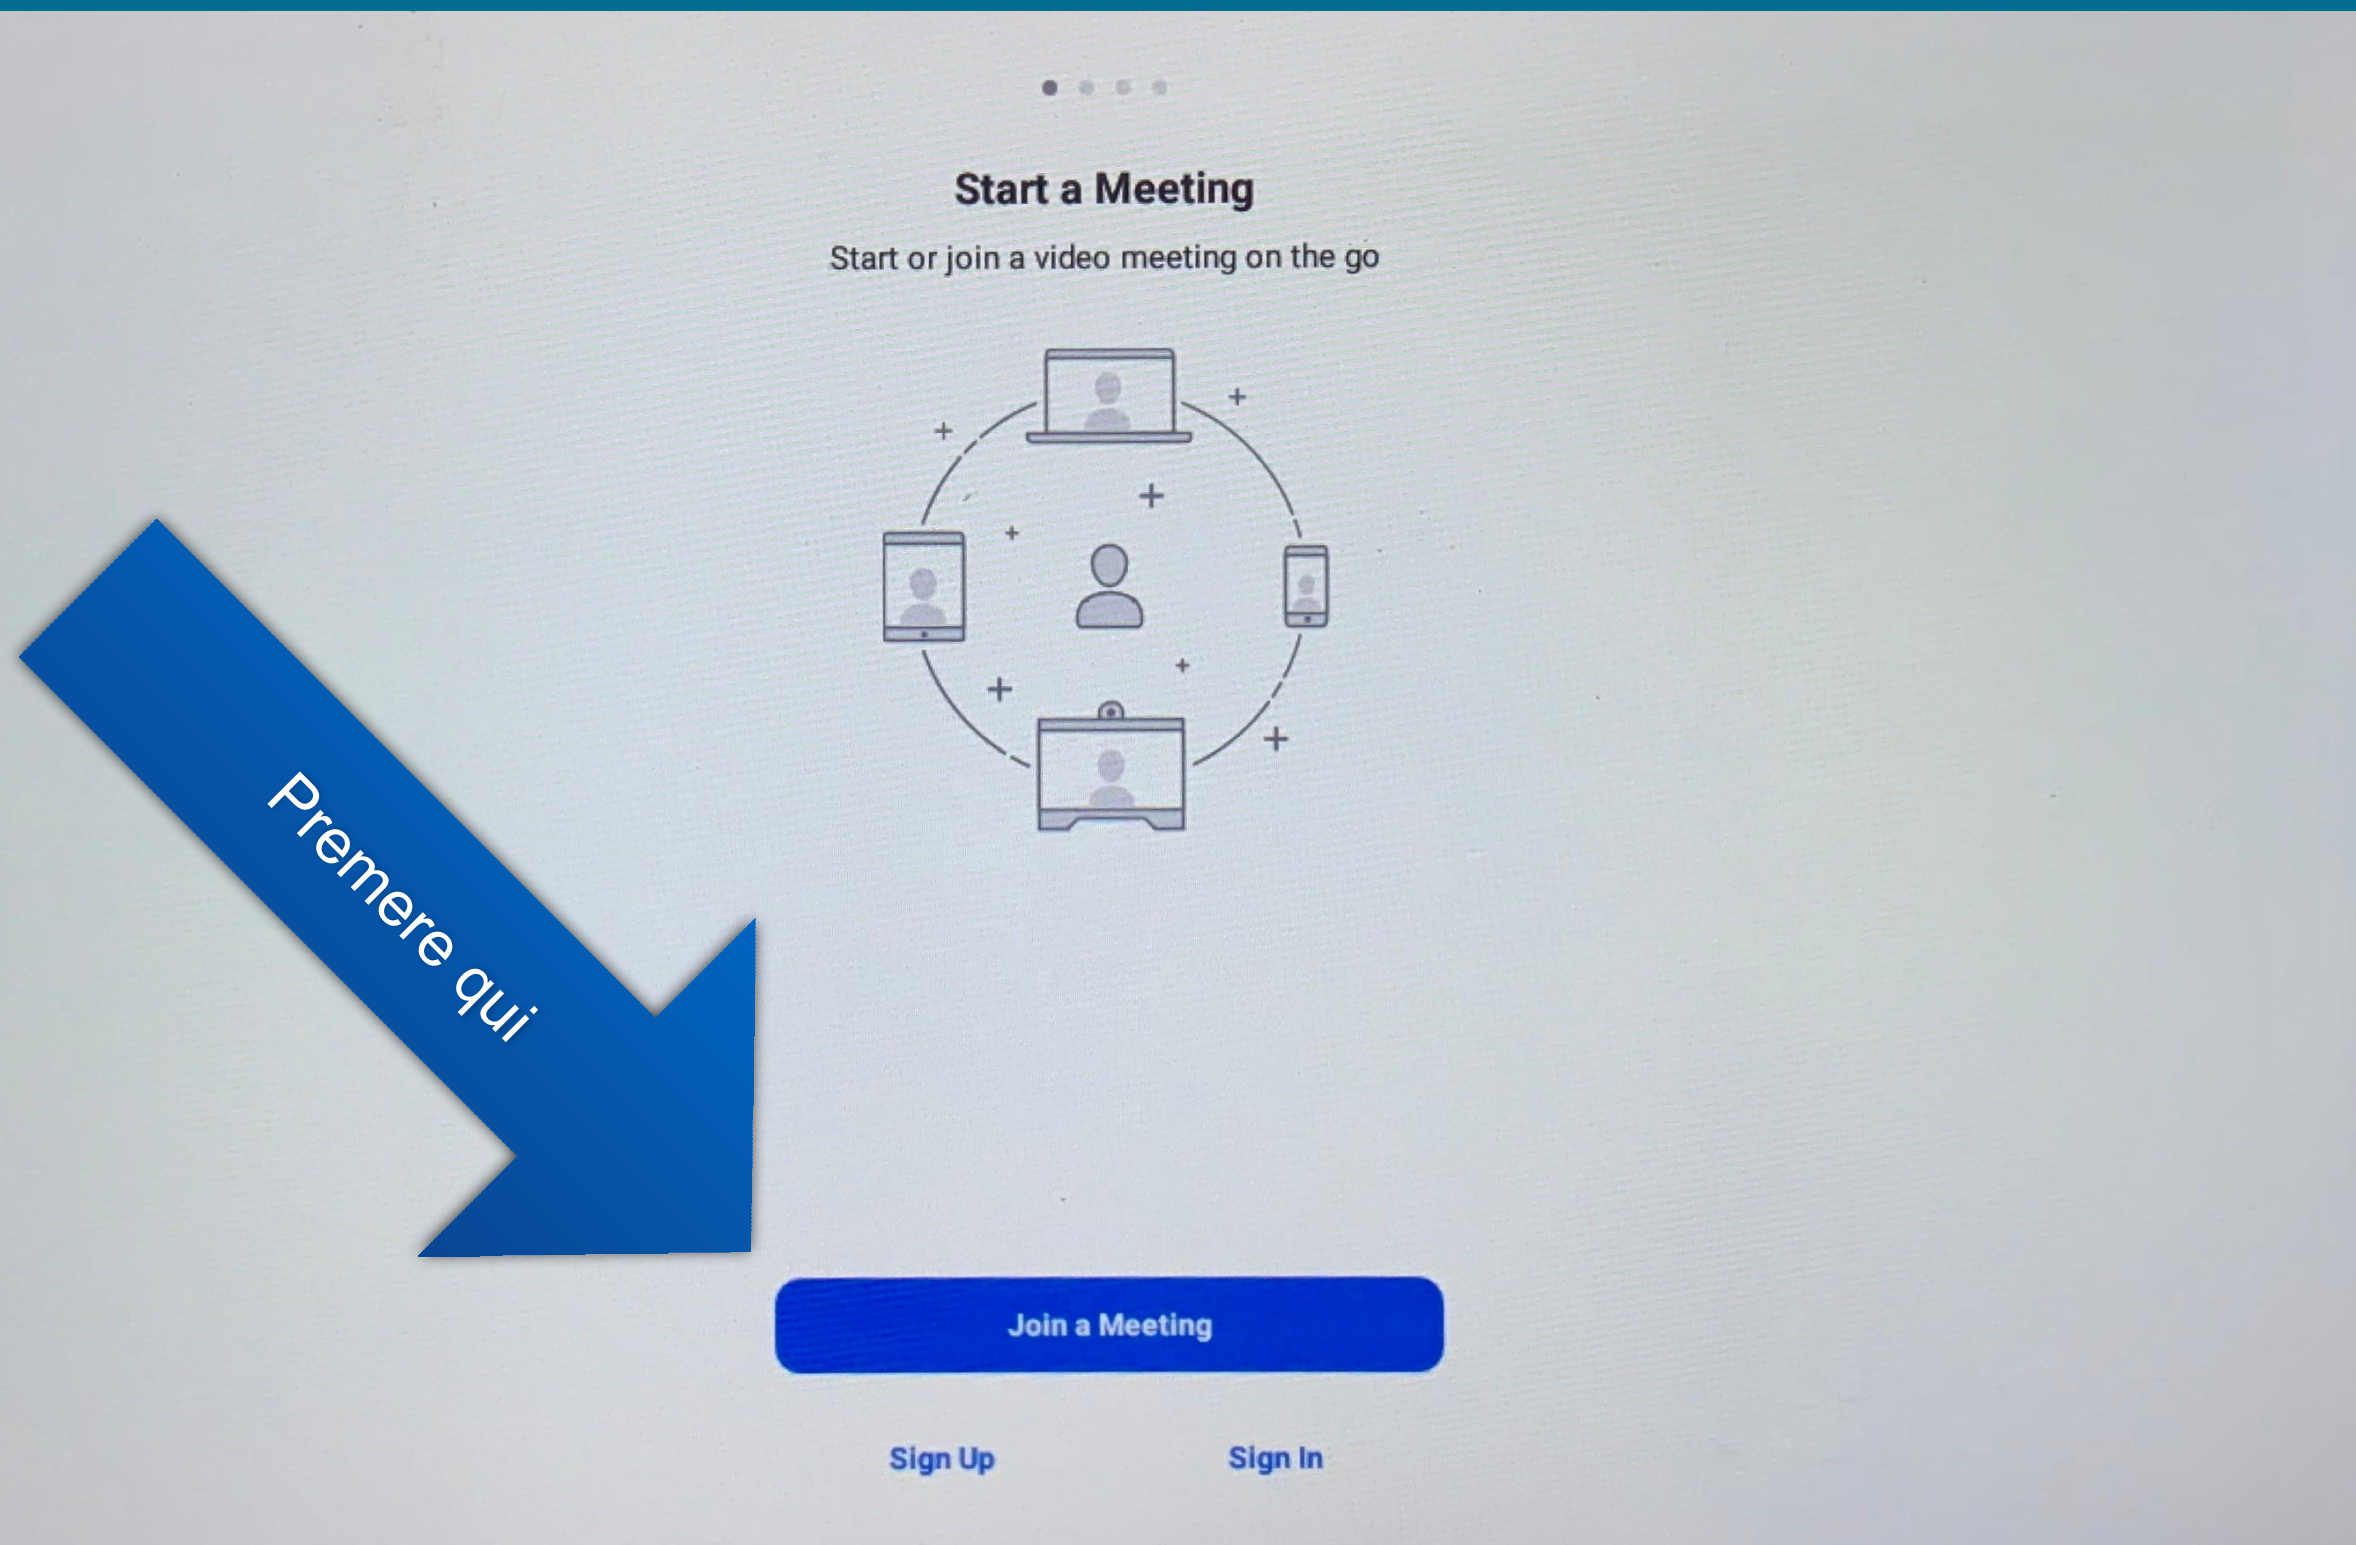 Start a Meeting
Start or join a video meeting on the go
Premere qui
Join a Meeting
Sign Up
Sign In